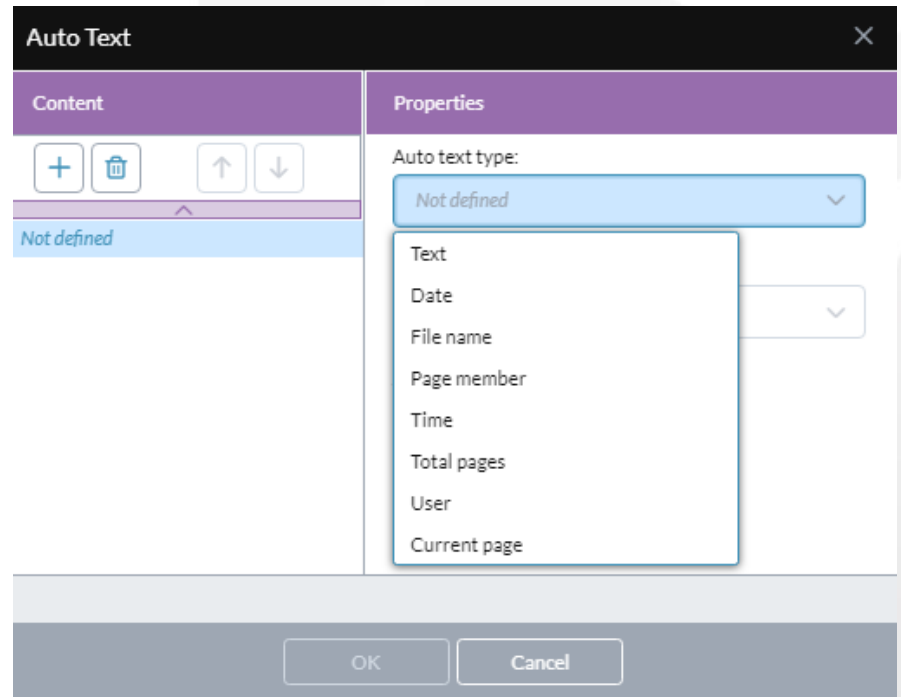 Auto Text
Content
Properties
Auto text type:
Not defined
Not defined
Text
Date
File name
Page member
Time
Total pages
User
Current page
OK
Cancel